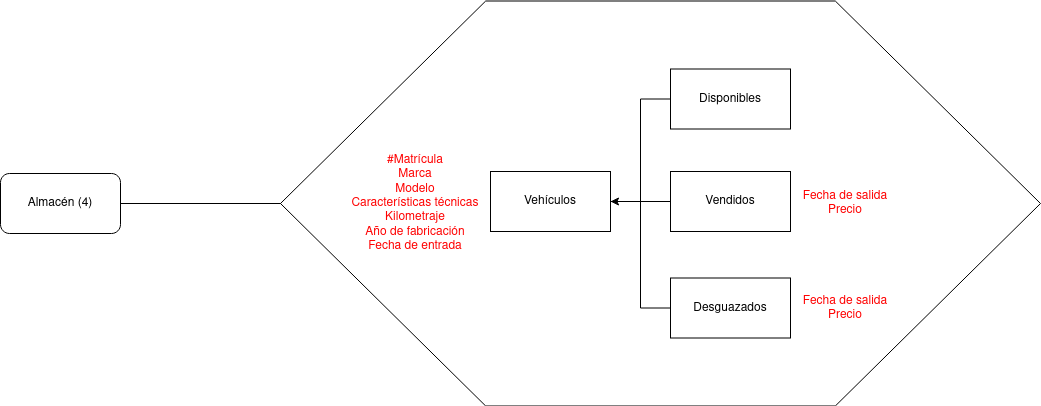 Almacén (4)
#Matrícula
Marca
Modelo
Características técnicas
Kilometraje
Año de fabricación
Fecha de entrada
Vehículos
Disponibles
Vendidos
Fecha de salida
Precio
Desguazados
Fecha de salida
Precio